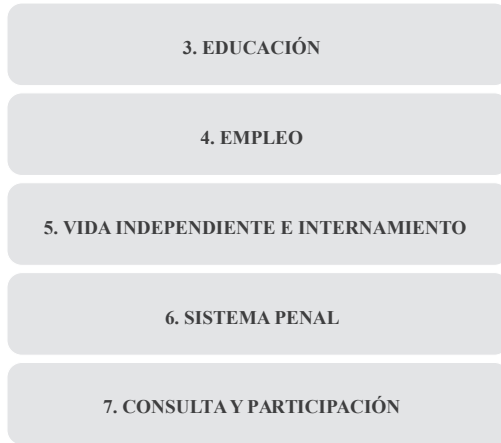 3. EDUCACIÓN
4. EMPLEO
5. VIDA INDEPENDIENTE E INTERNAMIENTO
6. SISTEMA PENAL
7. CONSULTA Y PARTICIPACIÓN